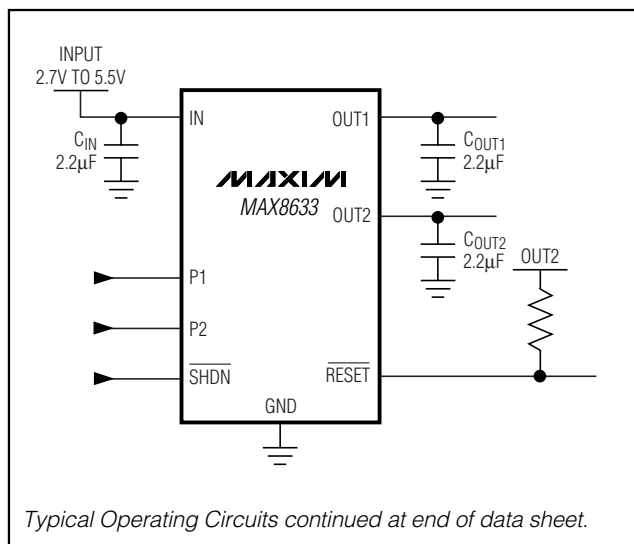 INPUT
2.7V TO 5.5V
IN
OUT1
CIN
2.2µF
COUT1
2.2µF
MAXIM
MAX8633
OUT2
COUT2
2.2µF
OUT2
P1
P2
SHDN
RESET
GND
Typical Operating Circuits continued at end of data sheet.